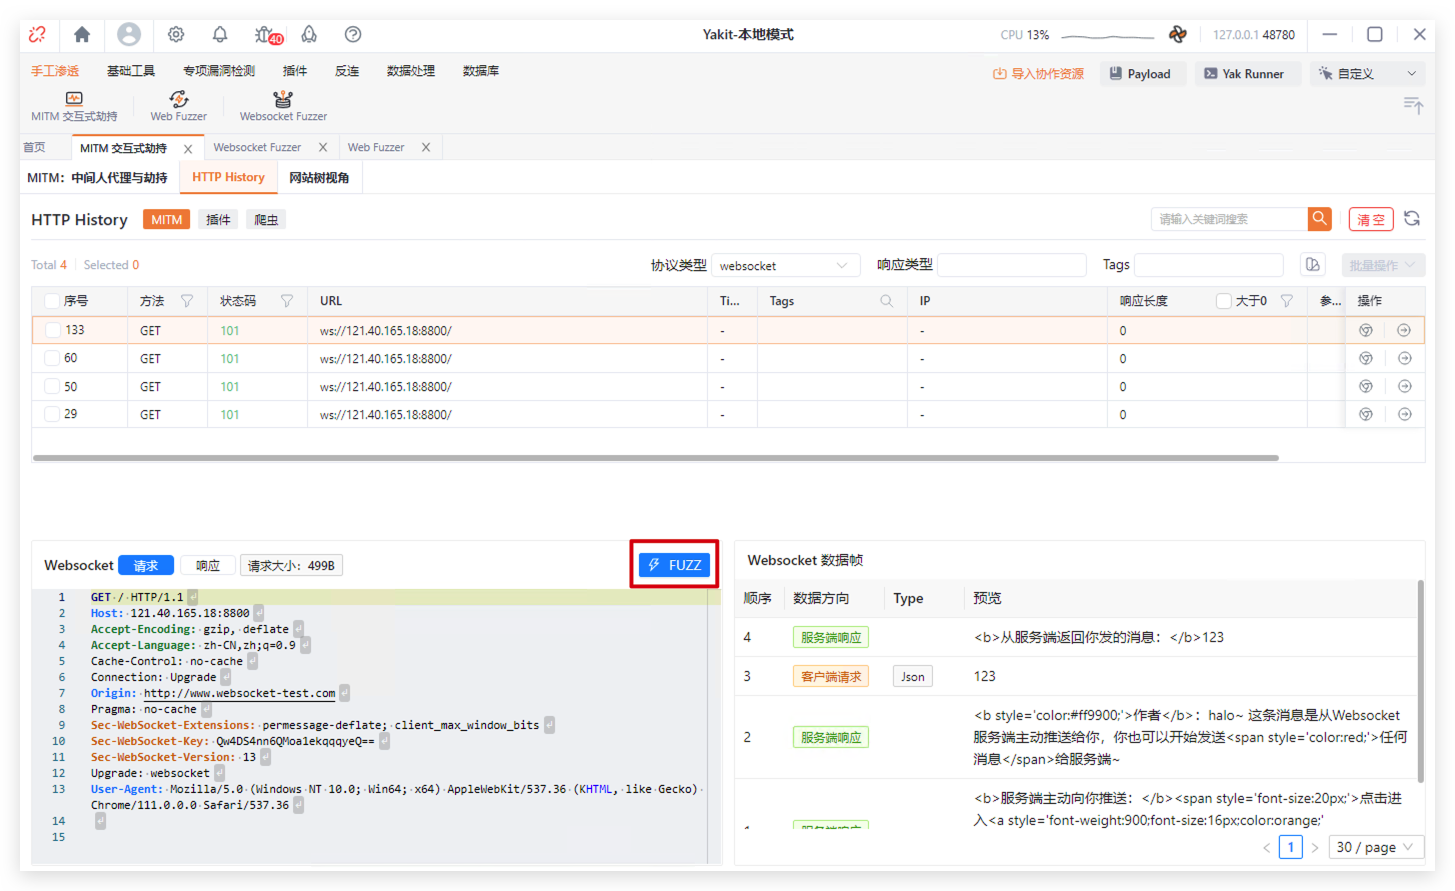 40
Yakit-本地模式
CPU 13%
127.0.0.1 48780
手工渗透 基础工具 专项漏洞检测 插件 反连 数据处理 数据库
导入协作资源 Payload Yak Runner 自定义
MITM 交互式劫持 Web Fuzzer Websocket Fuzzer
首页 MITM 交互式劫持 Websocket Fuzzer Web Fuzzer
MITM：中间人代理与劫持 HTTP History 网站树视角
HTTP History MITM 插件 爬虫 请输入关键词搜索 清空
Total 4 Selected 0 协议类型 websocket 响应类型 Tags 批量操作
序号 方法 状态码 URL Ti... Tags IP 响应长度 大于0 参... 操作
133 GET 101 ws://121.40.165.18:8800/ - - 0
60 GET 101 ws://121.40.165.18:8800/ - - 0
50 GET 101 ws://121.40.165.18:8800/ - - 0
29 GET 101 ws://121.40.165.18:8800/ - - 0
Websocket 请求 响应 请求大小：499B FUZZ
1 GET / HTTP/1.1
2 Host: 121.40.165.18:8800
3 Accept-Encoding: gzip, deflate
4 Accept-Language: zh-CN,zh;q=0.9
5 Cache-Control: no-cache
6 Connection: Upgrade
7 Origin: http://www.websocket-test.com
8 Pragma: no-cache
9 Sec-WebSocket-Extensions: permessage-deflate; client_max_window_bits
10 Sec-WebSocket-Key: Qw4DS4nn6QMoa1ekqqqyeQ==
11 Sec-WebSocket-Version: 13
12 Upgrade: websocket
13 User-Agent: Mozilla/5.0 (Windows NT 10.0; Win64; x64) AppleWebKit/537.36 (KHTML, like Gecko)
Chrome/111.0.0.0 Safari/537.36
14
15
Websocket 数据帧
顺序 数据方向 Type 预览
4 服务端响应 <b>从服务端返回你发的消息：</b>123
3 客户端请求 Json 123
<b style='color:#ff9900;'>作者</b>：halo~ 这条消息是从Websocket
2 服务端响应 服务端主动推送给你，你也可以开始发送<span style='color:red;'>任何
消息</span>给服务端~
<b>服务端主动向你推送：</b><span style='font-size:20px;'>点击进
入<a style='font-weight:900;font-size:16px;color:orange;'
1 服务端响应
< 1 > 30 / page